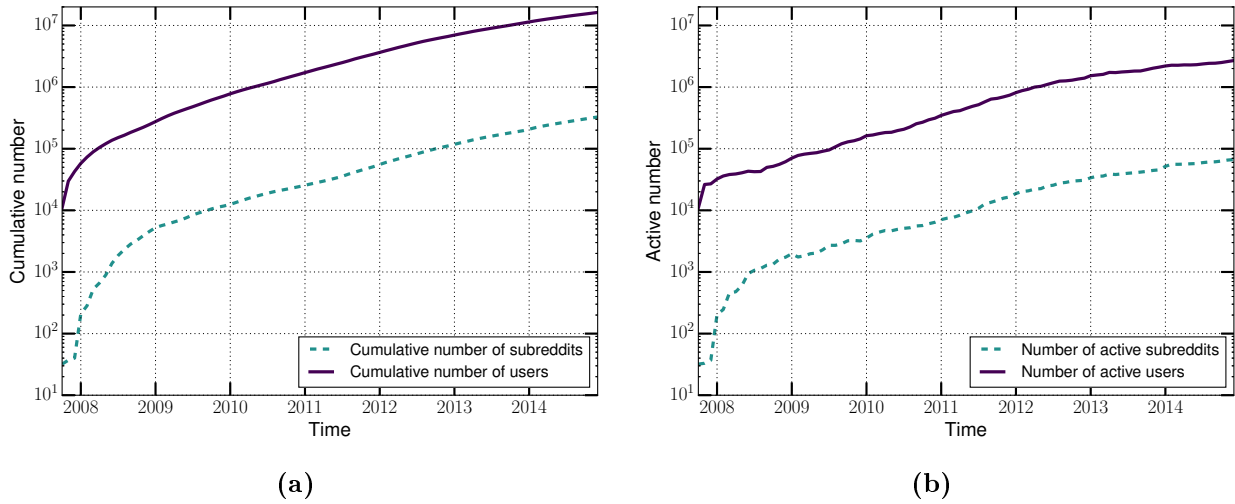 10^7
10^6
10^5
10^4
10^3
10^2
10^1
Cumulative number
2008 2009 2010 2011 2012 2013 2014
Time
Cumulative number of subreddits
Cumulative number of users
(a)
10^7
10^6
10^5
10^4
10^3
10^2
10^1
Active number
2008 2009 2010 2011 2012 2013 2014
Time
Number of active subreddits
Number of active users
(b)